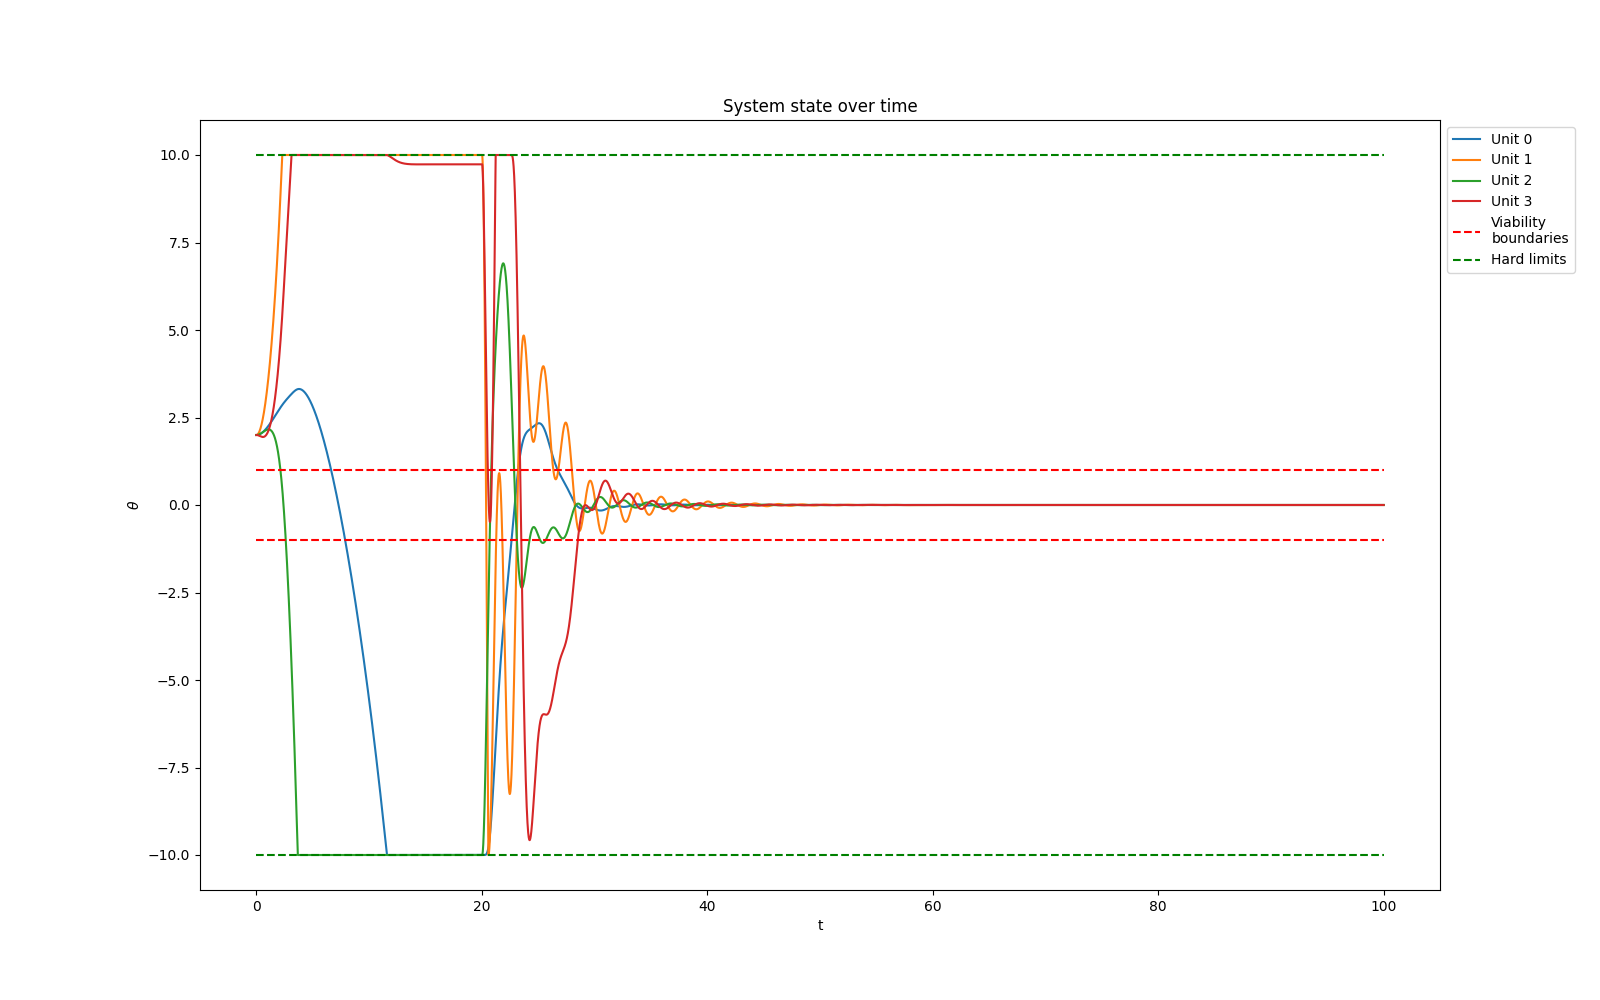 System state over time
10.0
7.5
5.0
2.5
0.0
−2.5
−5.0
−7.5
−10.0
θ
0
20
40
60
80
100
t
Unit 0
Unit 1
Unit 2
Unit 3
Viability
boundaries
Hard limits